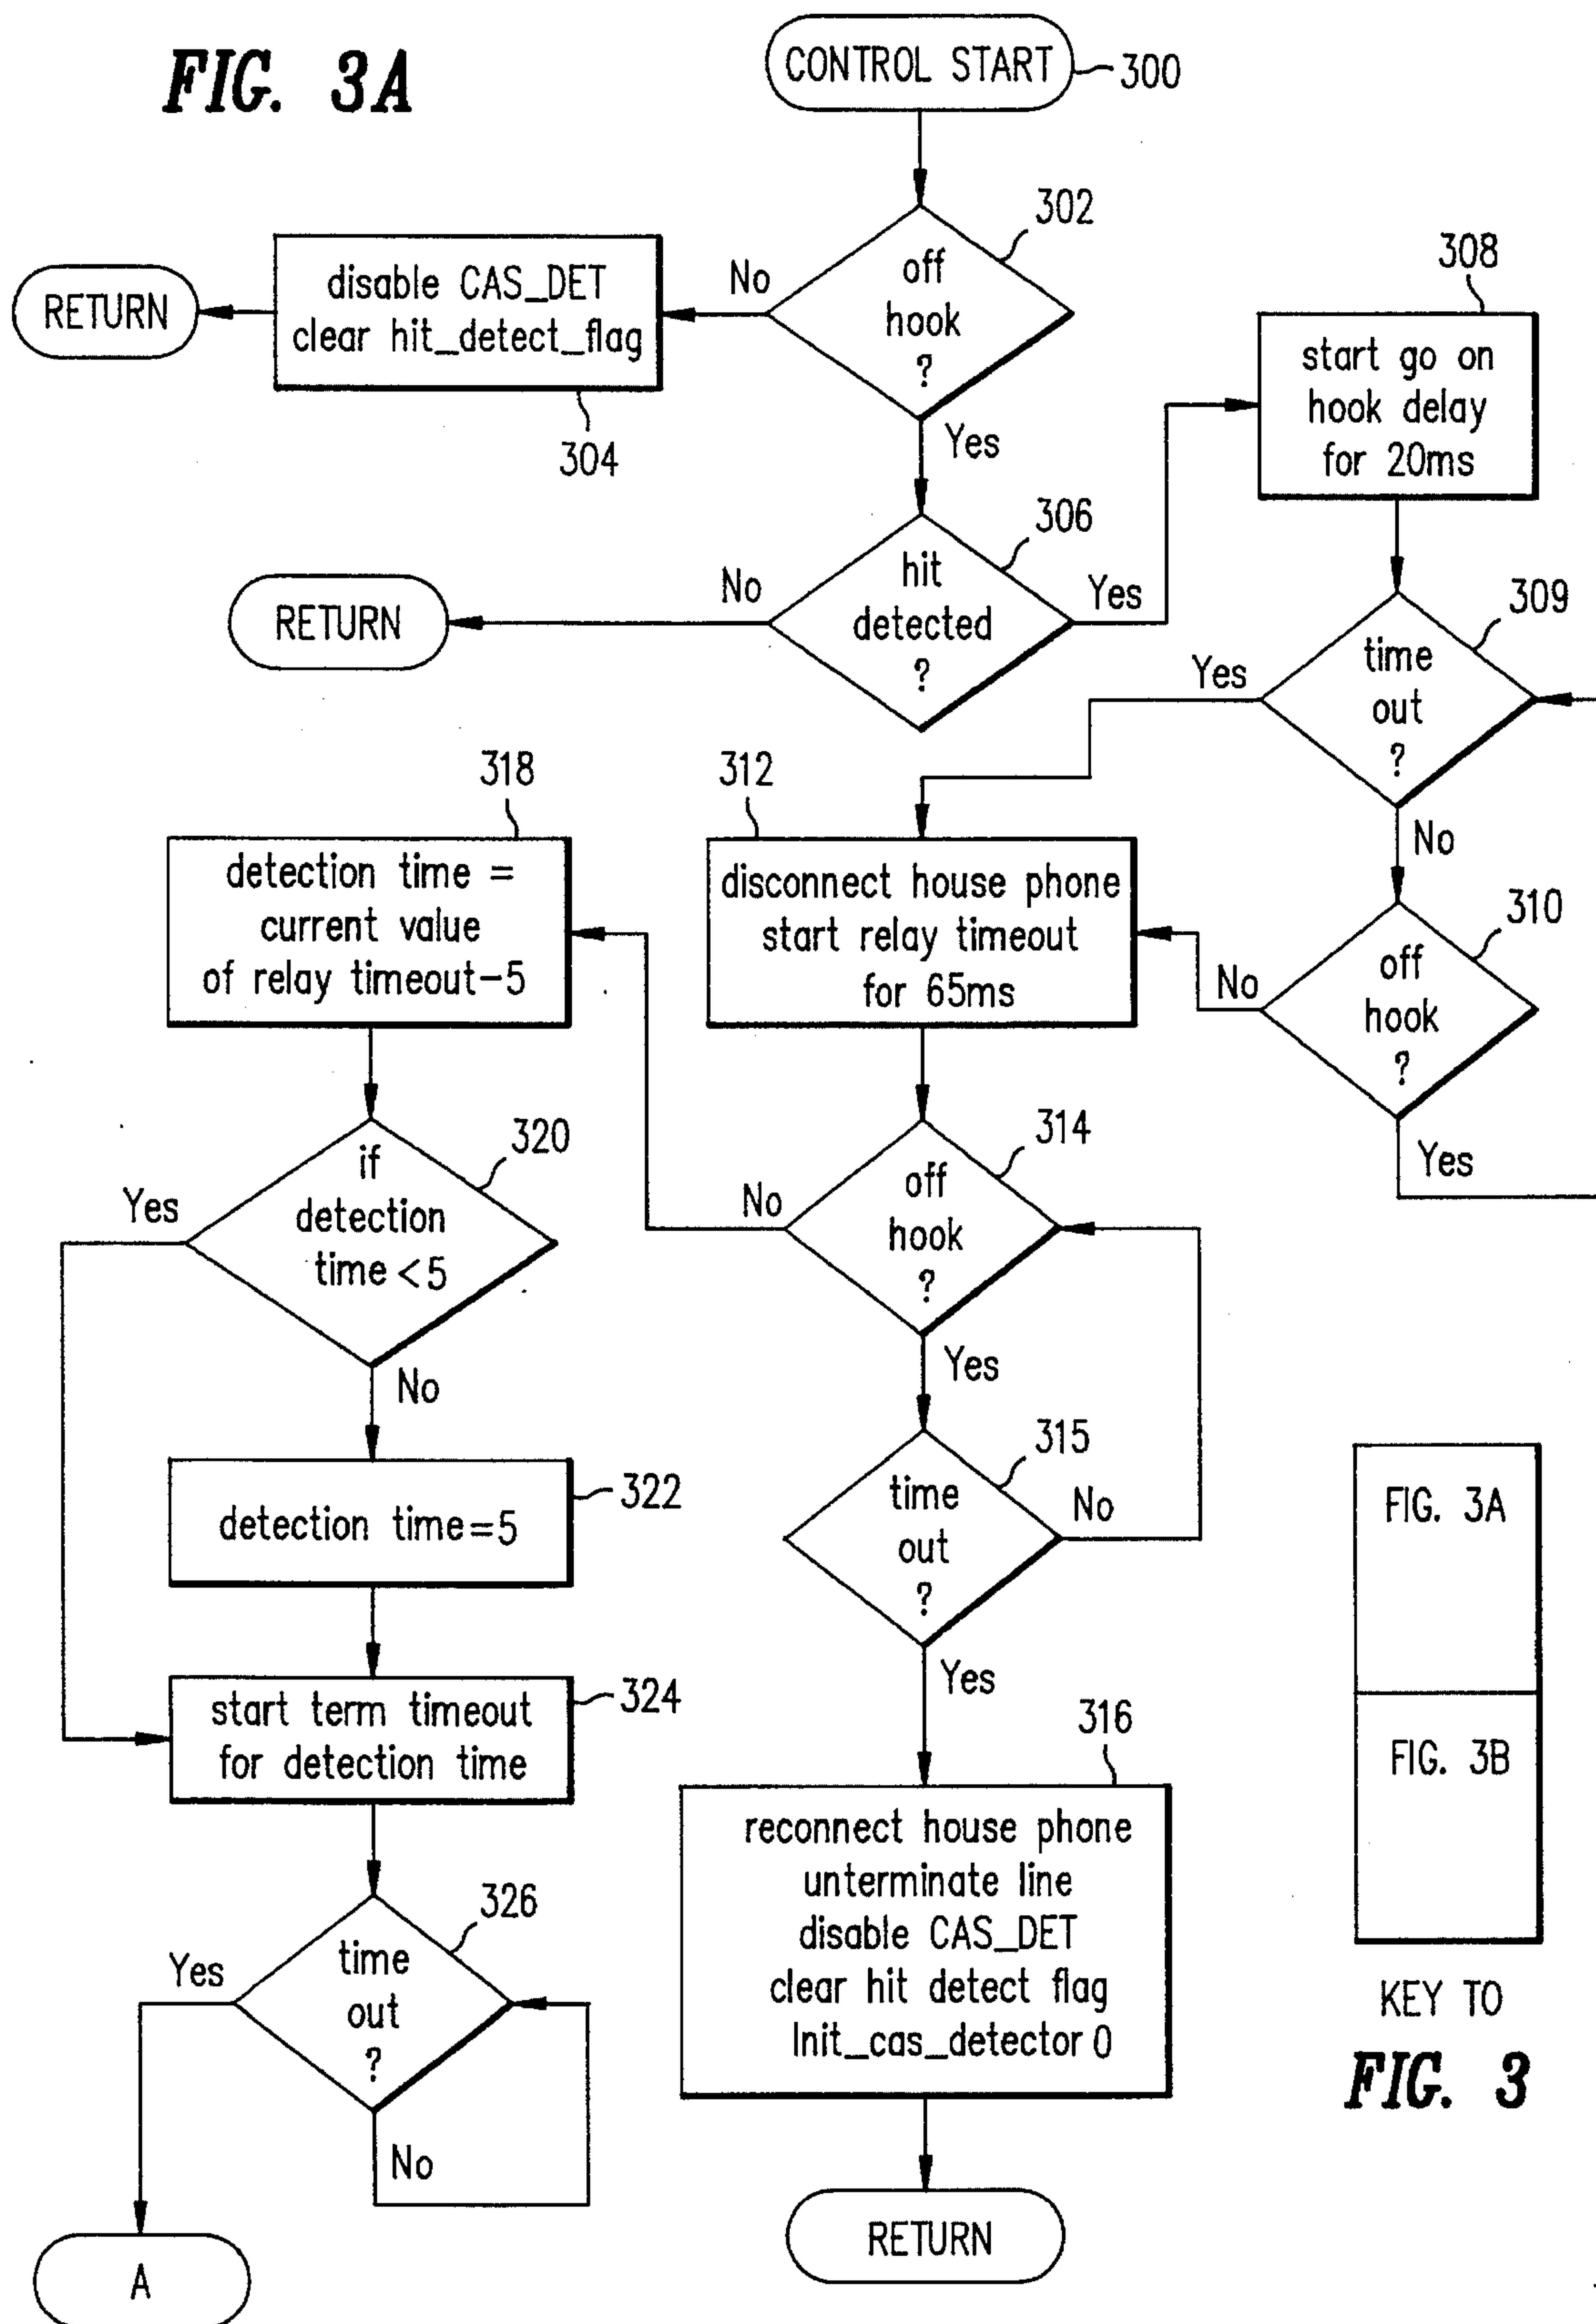 FIG. 3A
CONTROL START
300
302
off
hook
?
No
Yes
disable CAS_DET
clear hit_detect_flag
304
RETURN
306
hit
detected
?
No
Yes
RETURN
308
start go on
hook delay
for 20ms
309
time
out
?
Yes
No
310
off
hook
?
No
Yes
312
disconnect house phone
start relay timeout
for 65ms
314
off
hook
?
No
Yes
315
time
out
?
No
Yes
316
reconnect house phone
unterminate line
disable CAS_DET
clear hit detect flag
Init_cas_detector 0
RETURN
318
detection time =
current value
of relay timeout-5
320
if
detection
time <5
Yes
No
322
detection time=5
324
start term timeout
for detection time
326
time
out
?
Yes
No
A
FIG. 3A
FIG. 3B
KEY TO
FIG. 3